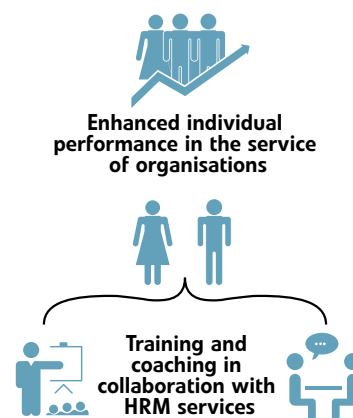 Enhanced individual
performance in the service
of organisations
Training and
coaching in
collaboration with
HRM services